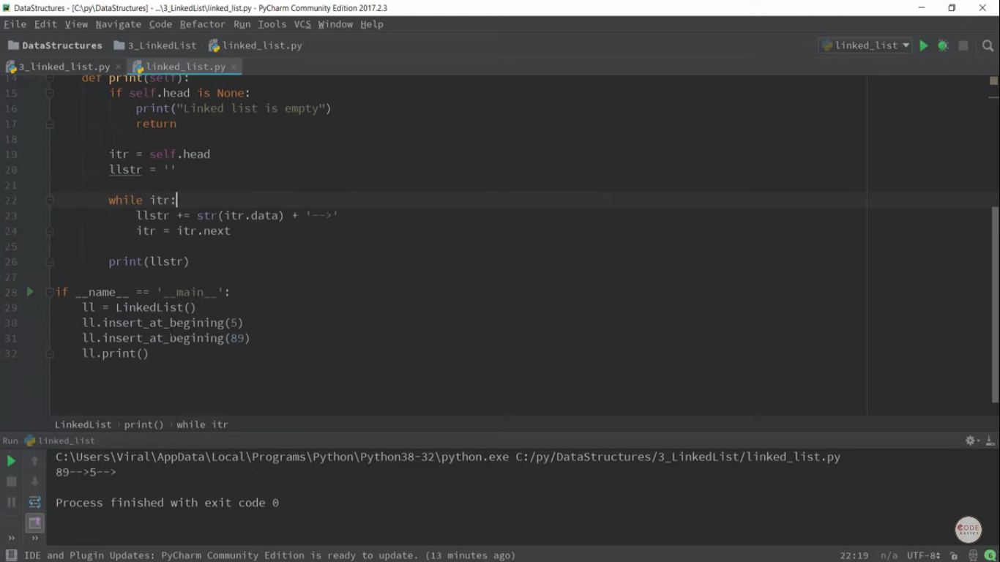 DataStructures - [C:\py\DataStructures] - ...\3_LinkedList\linked_list.py - PyCharm Community Edition 2017.2.3
File Edit View Navigate Code Refactor Run Tools VCS Window Help
DataStructures 3_LinkedList linked_list.py linked_list
3_linked_list.py linked_list.py
14 def print(self):
15 if self.head is None:
16 print("Linked list is empty")
17 return
18
19 itr = self.head
20 llstr = ''
21
22 while itr:
23 llstr += str(itr.data) + '-->'
24 itr = itr.next
25
26 print(llstr)
27
28 if __name__ == '__main__':
29 ll = LinkedList()
30 ll.insert_at_begining(5)
31 ll.insert_at_begining(89)
32 ll.print()
LinkedList › print() › while itr
Run linked_list
C:\Users\Viral\AppData\Local\Programs\Python\Python38-32\python.exe C:/py/DataStructures/3_LinkedList/linked_list.py
89-->5-->
Process finished with exit code 0
CODE
BASICS
IDE and Plugin Updates: PyCharm Community Edition is ready to update. (13 minutes ago) 22:19 n/a UTF-8 6